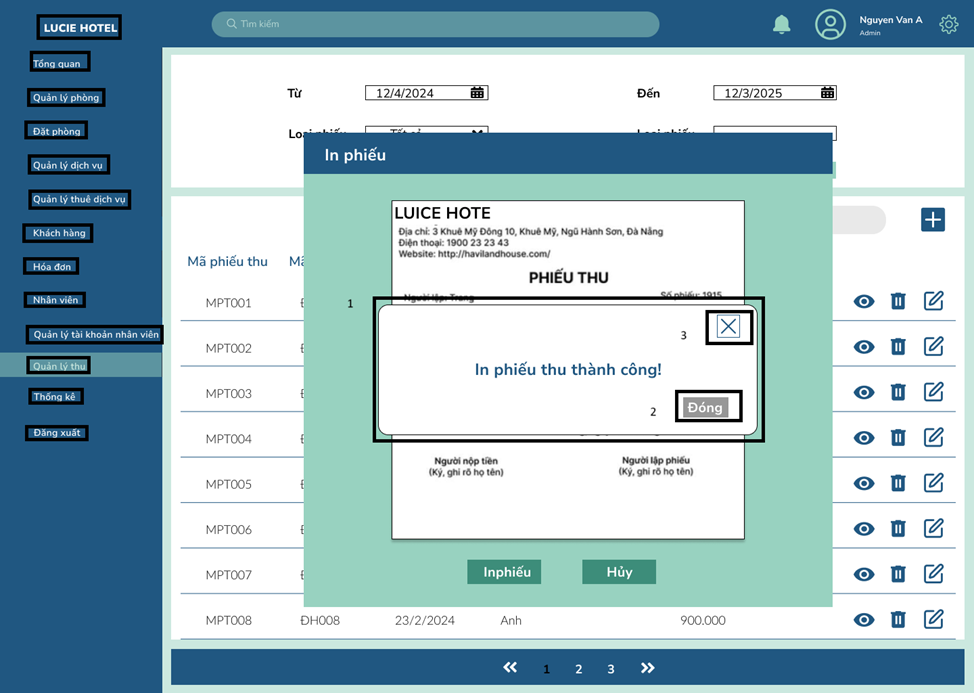 LUCIE HOTEL
Tìm kiếm
Nguyen Van A
Admin
Tổng quan
Quản lý phòng
Đặt phòng
Quản lý dịch vụ
Quản lý thuê dịch vụ
Khách hàng
Hóa đơn
Nhân viên
Quản lý tài khoản nhân viên
Quản lý thu
Thống kê
Đăng xuất
Từ
12/4/2024
Đến
12/3/2025
In phiếu
LUICE HOTE
Địa chỉ: 3 Khuê Mỹ Đông 10, Khuê Mỹ, Ngũ Hành Sơn, Đà Nẵng
Điện thoại: 1900 23 23 43
Website: http://havilandhouse.com/
PHIẾU THU
Số phiếu: 1915
Người lập: Trang
1
3
In phiếu thu thành công!
2
Đóng
Người nộp tiền
(Ký, ghi rõ họ tên)
Người lập phiếu
(Ký, ghi rõ họ tên)
Inphiếu
Hủy
Mã phiếu thu
MPT001
MPT002
MPT003
MPT004
MPT005
MPT006
MPT007
MPT008 ĐH008 23/2/2024 Anh 900.000
1 2 3